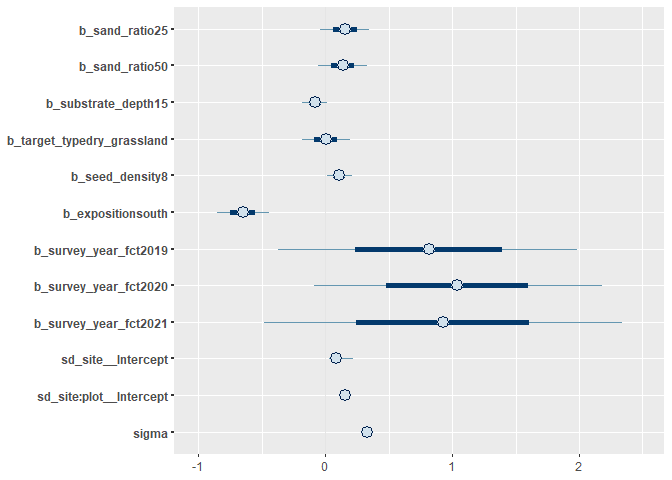 b_sand_ratio25
b_sand_ratio50
b_substrate_depth15
b_target_typedry_grassland
b_seed_density8
b_expositionsouth
b_survey_year_fct2019
b_survey_year_fct2020
b_survey_year_fct2021
sd_site__Intercept
sd_site:plot__Intercept
sigma
-1 0 1 2